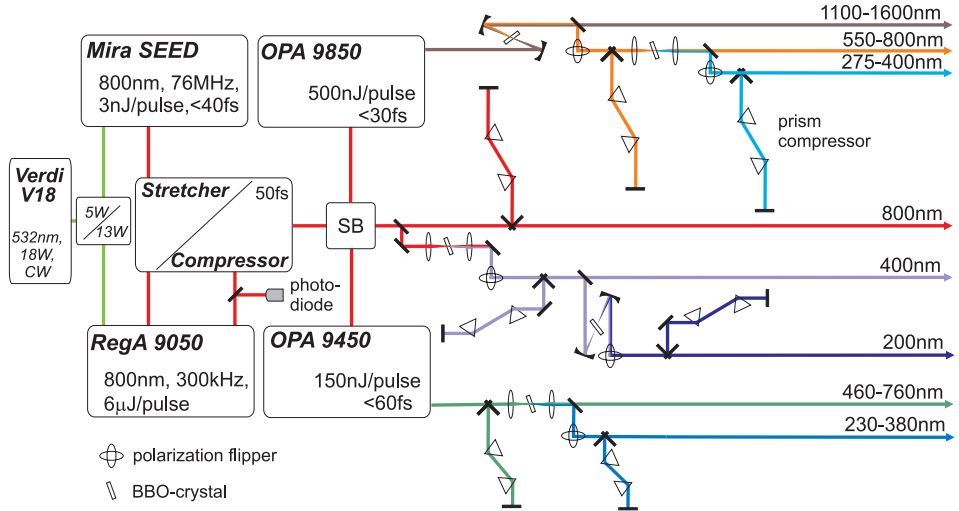 Mira SEED
800nm, 76MHz,
3nJ/pulse,<40fs
OPA 9850
500nJ/pulse
<30fs
1100-1600nm
550-800nm
275-400nm
prism
compressor
Verdi
V18
532nm,
18W,
CW
5W
13W
Stretcher
50fs
Compressor
SB
800nm
400nm
photo-
diode
RegA 9050
800nm, 300kHz,
6µJ/pulse
OPA 9450
150nJ/pulse
<60fs
200nm
460-760nm
230-380nm
polarization flipper
BBO-crystal